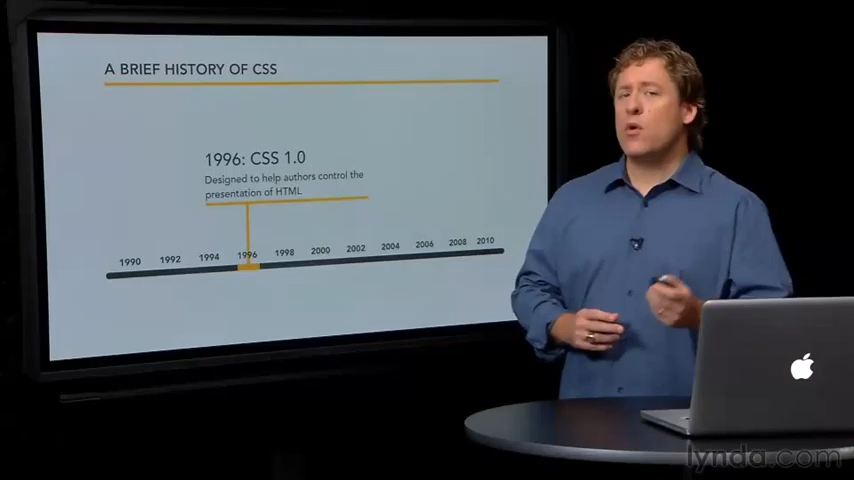 A BRIEF HISTORY OF CSS
1996: CSS 1.0
Designed to help authors control the
presentation of HTML
1990 1992 1994 1996 1998 2000 2002 2004 2006 2008 2010
lynda.com